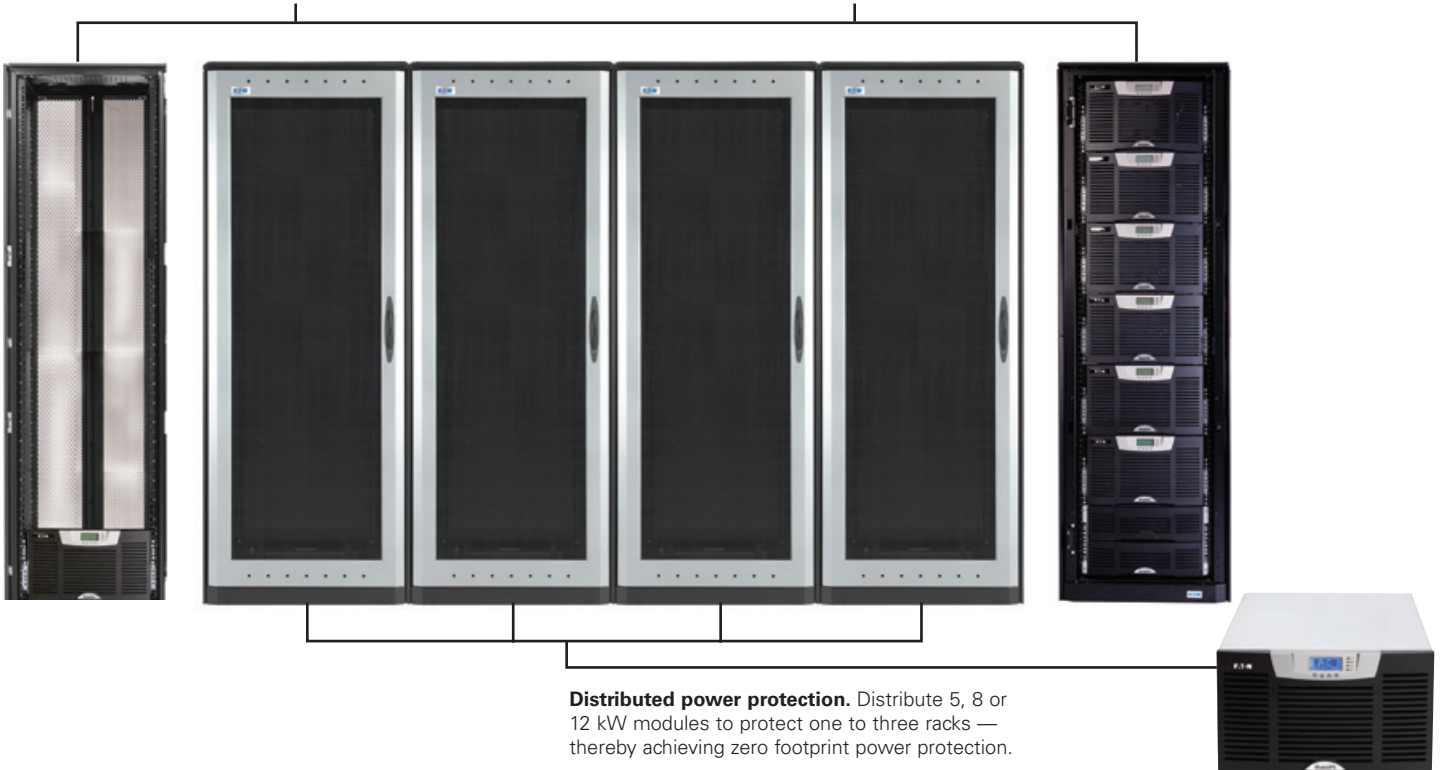 Distributed power protection. Distribute 5, 8 or
12 kW modules to protect one to three racks —
thereby achieving zero footprint power protection.